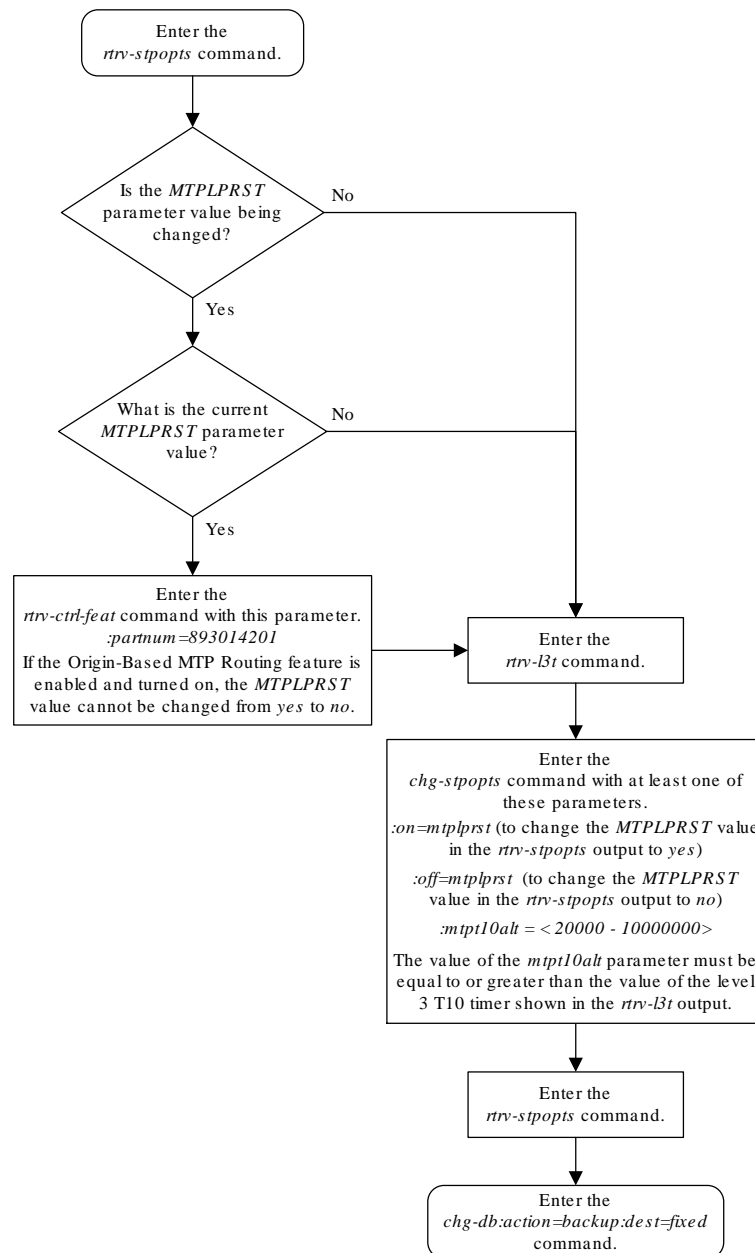 Enter the
rtrv-stpopts command.
Is the MTPLPRST
parameter value being
changed?
No
Yes
What is the current
MTPLPRST parameter
value?
No
Yes
Enter the
rtrv-ctrl-feat command with this parameter.
:partnum=893014201
If the Origin-Based MTP Routing feature is
enabled and turned on, the MTPLPRST
value cannot be changed from yes to no.
Enter the
rtrv-l3t command.
Enter the
chg-stpopts command with at least one of
these parameters.
:on=mtplprst (to change the MTPLPRST value
in the rtrv-stpopts output to yes)
:off=mtplprst (to change the MTPLPRST
value in the rtrv-stpopts output to no)
:mtpt10alt = < 20000 - 10000000>
The value of the mtpt10alt parameter must be
equal to or greater than the value of the level
3 T10 timer shown in the rtrv-l3t output.
Enter the
rtrv-stpopts command.
Enter the
chg-db:action=backup:dest=fixed
command.